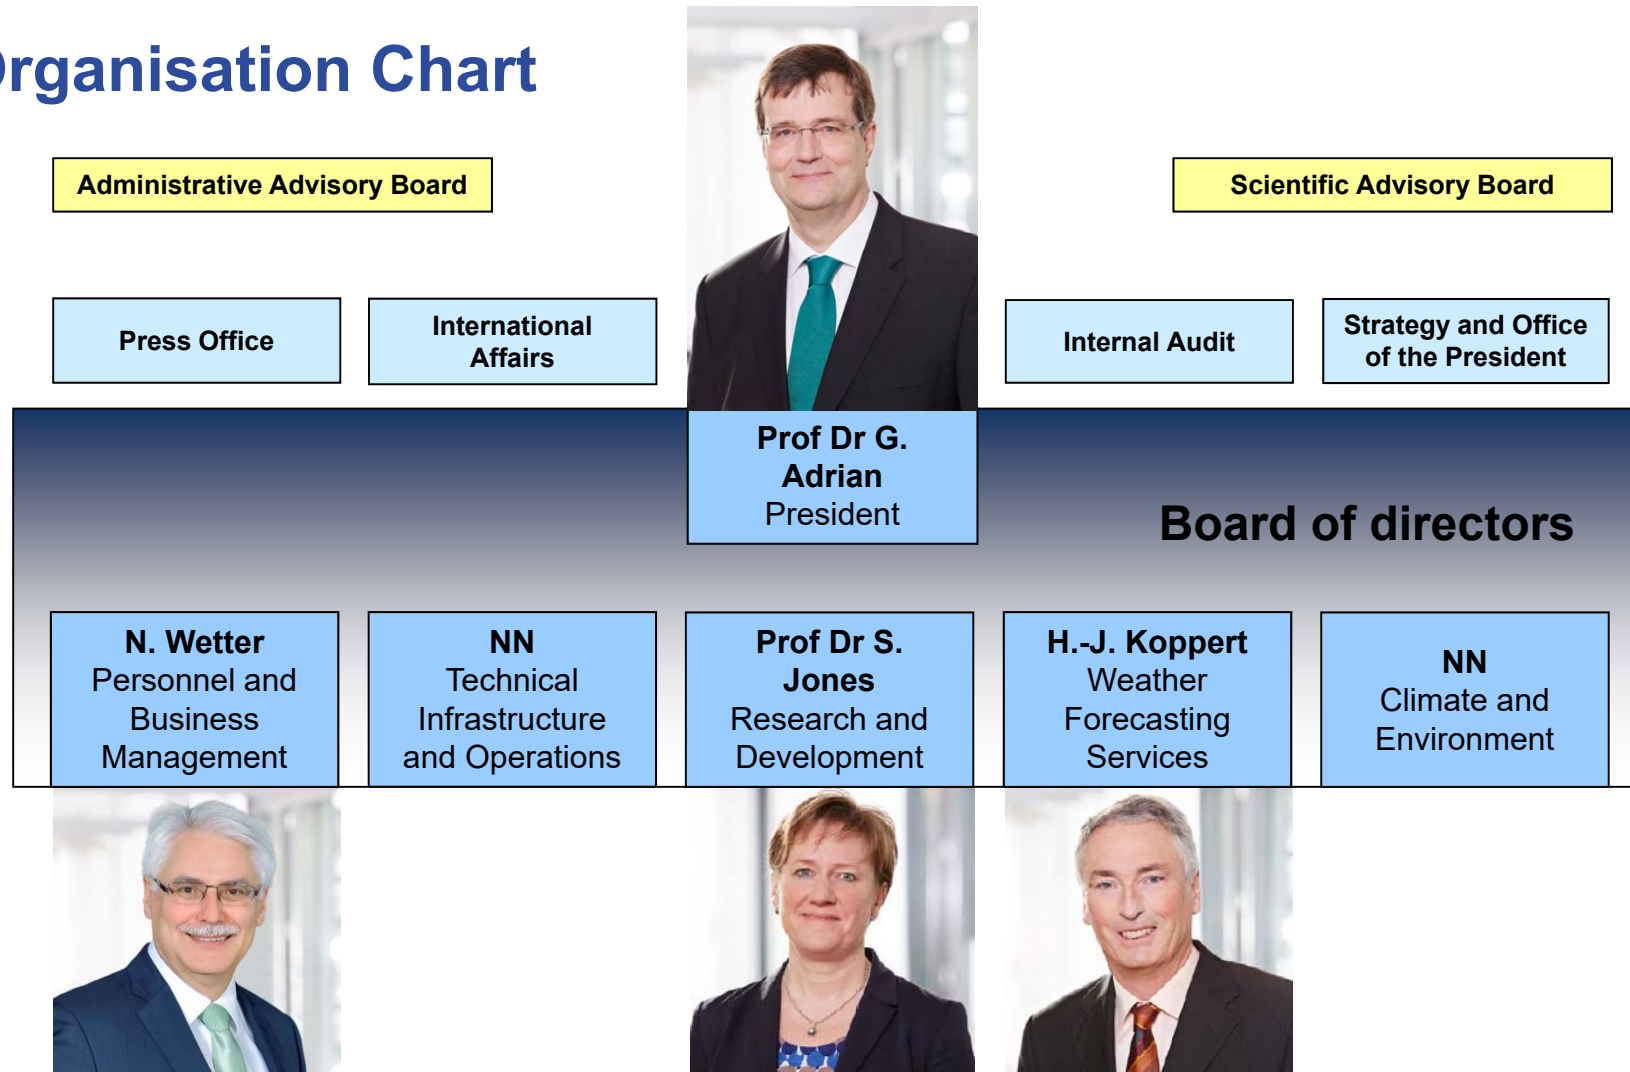 Organisation Chart
Administrative Advisory Board
Scientific Advisory Board
Press Office
International
Affairs
Internal Audit
Strategy and Office
of the President
Prof Dr G.
Adrian
President
Board of directors
N. Wetter
Personnel and
Business
Management
NN
Technical
Infrastructure
and Operations
Prof Dr S.
Jones
Research and
Development
H.-J. Koppert
Weather
Forecasting
Services
NN
Climate and
Environment